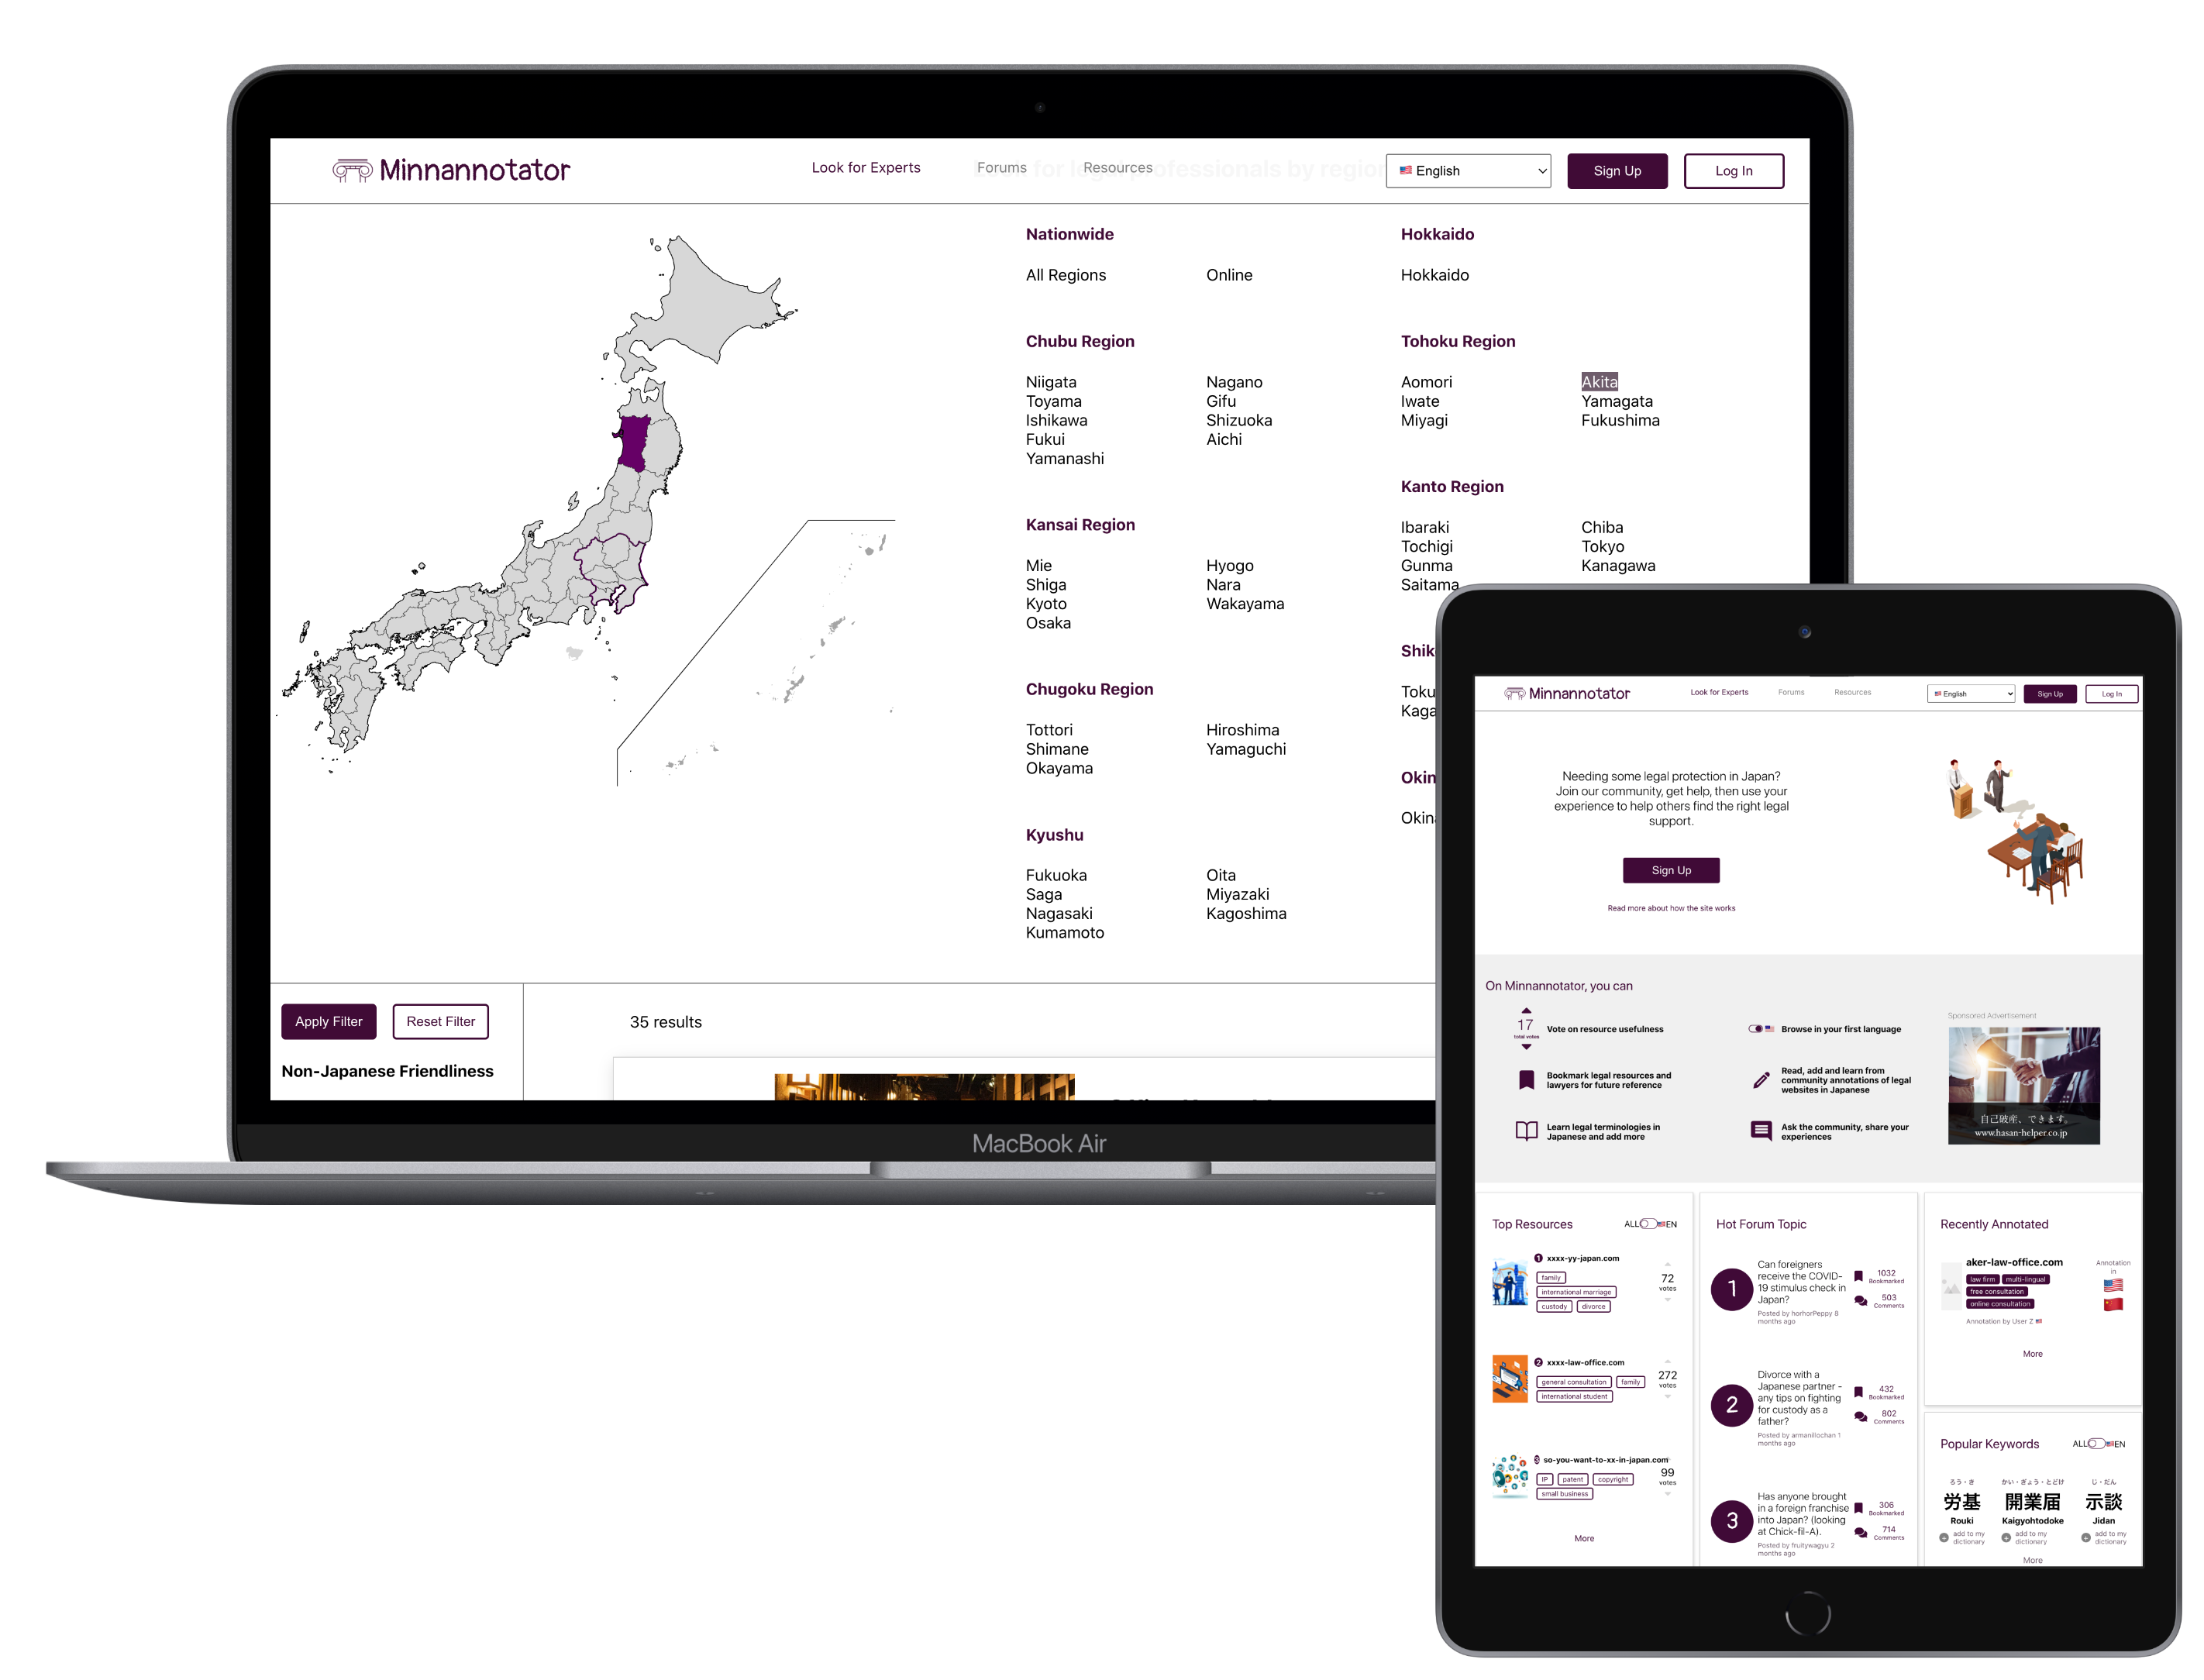 Minnannotator
Look for Experts
Forums
Resources
Look for legal professionals by region
🇺🇸 English
Sign Up
Log In
Nationwide
All Regions
Online
Hokkaido
Hokkaido
Chubu Region
Niigata
Nagano
Toyama
Gifu
Ishikawa
Shizuoka
Fukui
Aichi
Yamanashi
Tohoku Region
Aomori
Akita
Iwate
Yamagata
Miyagi
Fukushima
Kansai Region
Mie
Hyogo
Shiga
Nara
Kyoto
Wakayama
Osaka
Kanto Region
Ibaraki
Chiba
Tochigi
Tokyo
Gunma
Kanagawa
Saitama
Chugoku Region
Tottori
Hiroshima
Shimane
Yamaguchi
Okayama
Shik
Toku
Kaga
Kyushu
Fukuoka
Oita
Saga
Miyazaki
Nagasaki
Kagoshima
Kumamoto
Okin
Okin
Apply Filter
Reset Filter
35 results
Non-Japanese Friendliness
MacBook Air
Minnannotator
Look for Experts
Forums
Resources
🇺🇸 English
Sign Up
Log In
Needing some legal protection in Japan?
Join our community, get help, then use your
experience to help others find the right legal
support.
Sign Up
Read more about how the site works
On Minnannotator, you can
17
total votes
Vote on resource usefulness
Browse in your first language
Bookmark legal resources and
lawyers for future reference
Read, add and learn from
community annotations of legal
websites in Japanese
Learn legal terminologies in
Japanese and add more
Ask the community, share your
experiences
Sponsored Advertisement
自己破産、できます。
www.hasan-helper.co.jp
Top Resources
ALL 🇺🇸EN
1 xxxx-yy-japan.com
family
international marriage
custody
divorce
72
votes
2 xxxx-law-office.com
general consultation
family
international student
272
votes
3 so-you-want-to-xx-in-japan.com
IP
patent
copyright
small business
99
votes
More
Hot Forum Topic
1
Can foreigners
receive the COVID-
19 stimulus check in
Japan?
Posted by horhorPeppy 8
months ago
1032
Bookmarked
503
Comments
2
Divorce with a
Japanese partner -
any tips on fighting
for custody as a
father?
Posted by armanillochan 1
months ago
432
Bookmarked
802
Comments
3
Has anyone brought
in a foreign franchise
into Japan? (looking
at Chick-fil-A).
Posted by fruitywagyu 2
months ago
306
Bookmarked
714
Comments
Recently Annotated
aker-law-office.com
law firm
multi-lingual
free consultation
online consultation
Annotation by User Z 🇺🇸
Annotation
in
More
Popular Keywords
ALL 🇺🇸EN
ろう・き
労基
Rouki
add to my
dictionary
かい・ぎょう・とどけ
開業届
Kaigyohtodoke
add to my
dictionary
じ・だん
示談
Jidan
add to my
dictionary
More